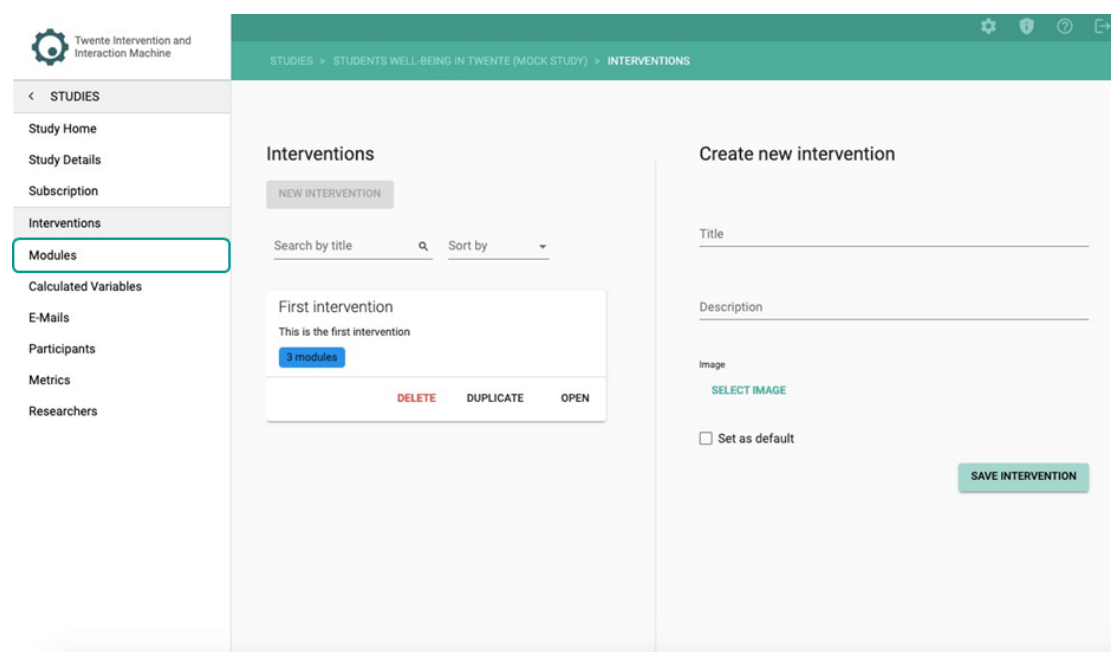 Twente Intervention and
Interaction Machine
STUDIES > STUDENTS WELL-BEING IN TWENTE (MOCK STUDY) > INTERVENTIONS
< STUDIES
Study Home
Study Details
Subscription
Interventions
Modules
Calculated Variables
E-Mails
Participants
Metrics
Researchers
Interventions
NEW INTERVENTION
Search by title
Sort by
First intervention
This is the first intervention
3 modules
DELETE DUPLICATE OPEN
Create new intervention
Title
Description
Image
SELECT IMAGE
Set as default
SAVE INTERVENTION